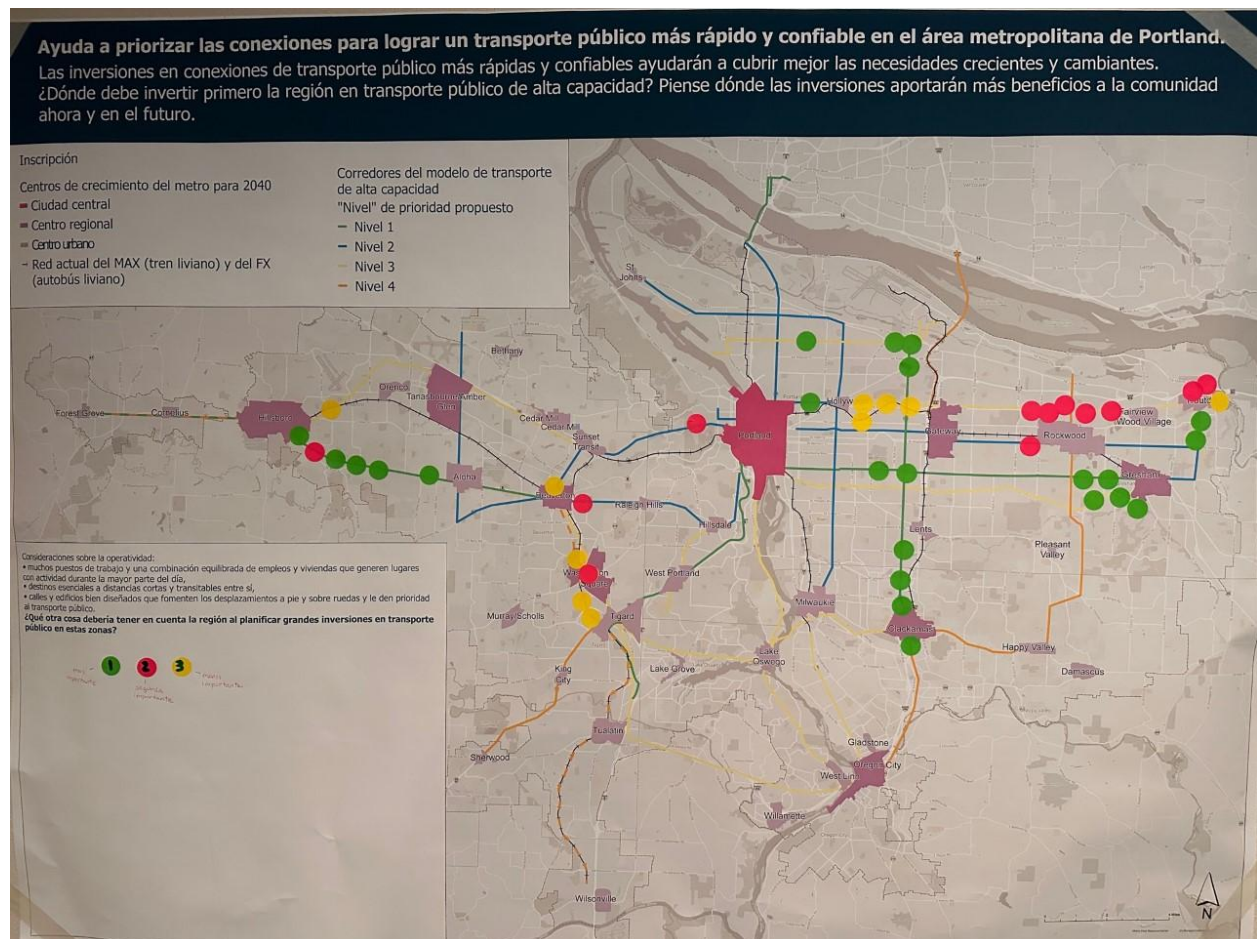 Ayuda a priorizar las conexiones para lograr un transporte público más rápido y confiable en el área metropolitana de Portland.
Las inversiones en conexiones de transporte público más rápidas y confiables ayudarán a cubrir mejor las necesidades crecientes y cambiantes.
¿Dónde debe invertir primero la región en transporte público de alta capacidad? Piense dónde las inversiones aportarán más beneficios a la comunidad
ahora y en el futuro.
Inscripción
Centros de crecimiento del metro para 2040
Ciudad central
Centro regional
Centro urbano
Red actual del MAX (tren liviano) y del FX
(autobús liviano)
Corredores del modelo de transporte
de alta capacidad
"Nivel" de prioridad propuesto
Nivel 1
Nivel 2
Nivel 3
Nivel 4
St.
Johns
Bethany
Orenco
Forest Grove
Cornelius
Hillsboro
Cedar Mill
Cedar Mill
Sunset
Transit
Portland
Hollyw
Gateway
Rockwood
Fairview
Wood Village
Aloha
Raleigh Hills
Hillsdale
Lents
Pleasant
Valley
West Portland
Murray/Scholls
Tigard
Milwaukie
Clackamas
Happy Valley
Damascus
King
City
Lake Grove
Lake
Oswego
Tualatin
Sherwood
Gladstone
Oregon City
West Linn
Willamette
Wilsonville
N
Consideraciones sobre la operatividad:
• muchos puestos de trabajo y una combinación equilibrada de empleos y viviendas que generen lugares
con actividad durante la mayor parte del día,
• destinos esenciales a distancias cortas y transitables entre sí,
• calles y edificios bien diseñados que fomenten los desplazamientos a pie y sobre ruedas y le den prioridad
al transporte público.
¿Qué otra cosa debería tener en cuenta la región al planificar grandes inversiones en transporte
público en estas zonas?
1 2 3